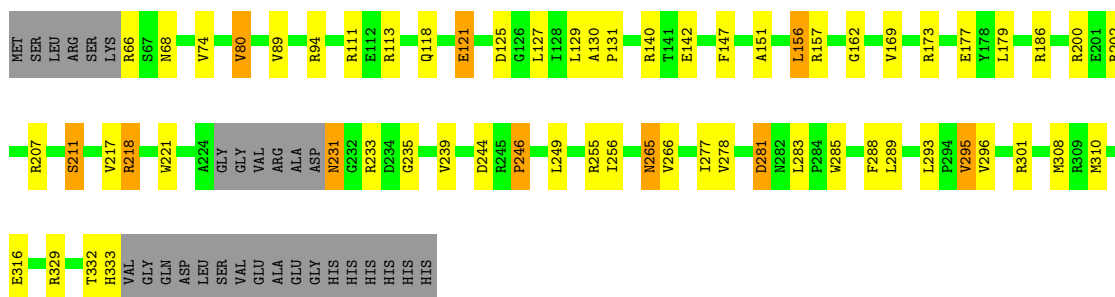 MET SER LEU ARG SER LYS R66 S67 N68 V74 V80 V89 R94 R111 E112 R113 Q118 E121 D125 G126 L127 I128 L129 A130 P131 R140 T141 E142 F147 A151 L156 R157 G162 V169 R173 E177 Y178 L179 R186 R200 E201
R207 S211 V217 R218 W221 A224 GLY GLY VAL ARG ALA ASP N231 G232 R233 D234 G235 V239 D244 R245 P246 L249 R255 I256 N265 V266 I277 V278 D281 N282 L283 P284 W285 F288 L289 L293 P294 V295 V296 R301 M308 R309 M310
E316 R329 T332 H333 VAL GLY GLN ASP LEU SER VAL GLU ALA GLU GLY HIS HIS HIS HIS HIS HIS